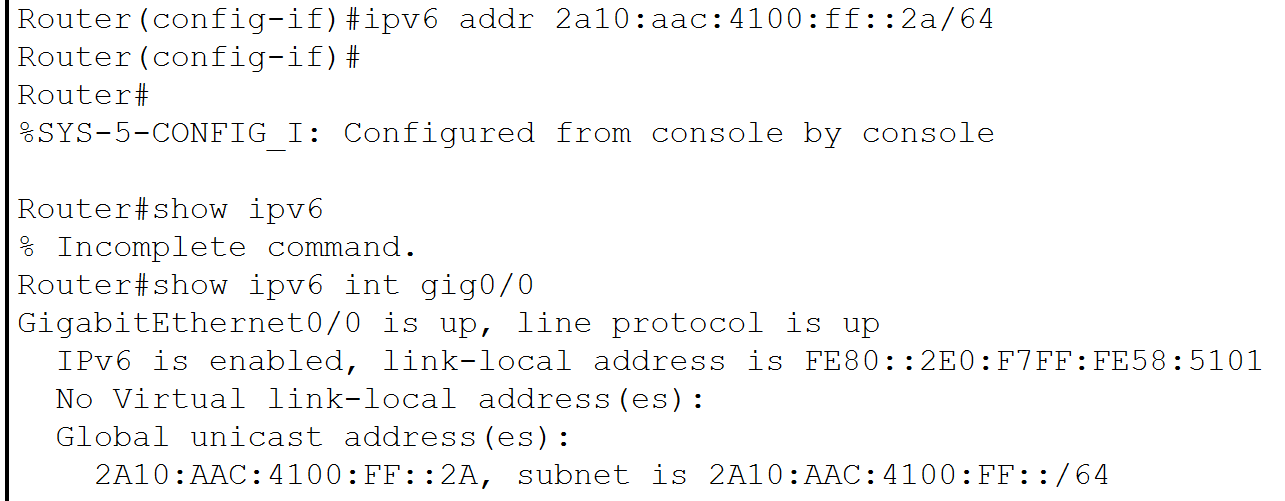 Router(config-if)#ipv6 addr 2a10:aac:4100:ff::2a/64
Router(config-if)#
Router#
%SYS-5-CONFIG_I: Configured from console by console
Router#show ipv6
% Incomplete command.
Router#show ipv6 int gig0/0
GigabitEthernet0/0 is up, line protocol is up
IPv6 is enabled, link-local address is FE80::2E0:F7FF:FE58:5101
No Virtual link-local address(es):
Global unicast address(es):
2A10:AAC:4100:FF::2A, subnet is 2A10:AAC:4100:FF::/64